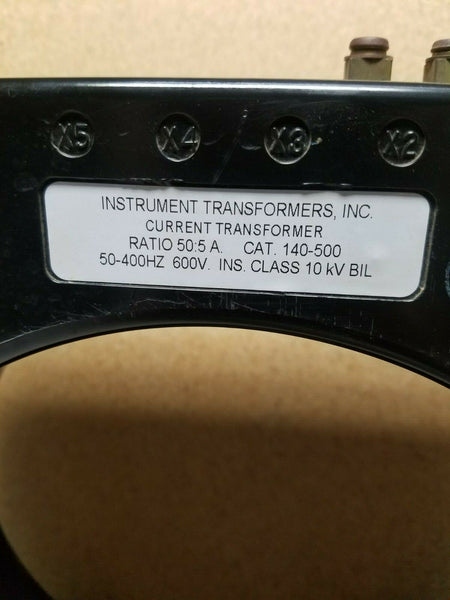 X5 X4 X3 X2
INSTRUMENT TRANSFORMERS, INC.
CURRENT TRANSFORMER
RATIO 50:5 A. CAT. 140-500
50-400HZ 600V. INS. CLASS 10 kV BIL